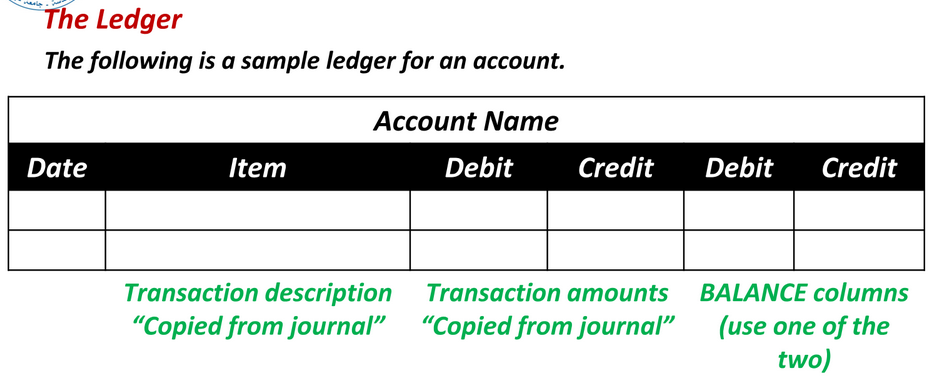 The Ledger
The following is a sample ledger for an account.
Account Name
Date Item Debit Credit Debit Credit
Transaction description Transaction amounts BALANCE columns
“Copied from journal” “Copied from journal” (use one of the
two)